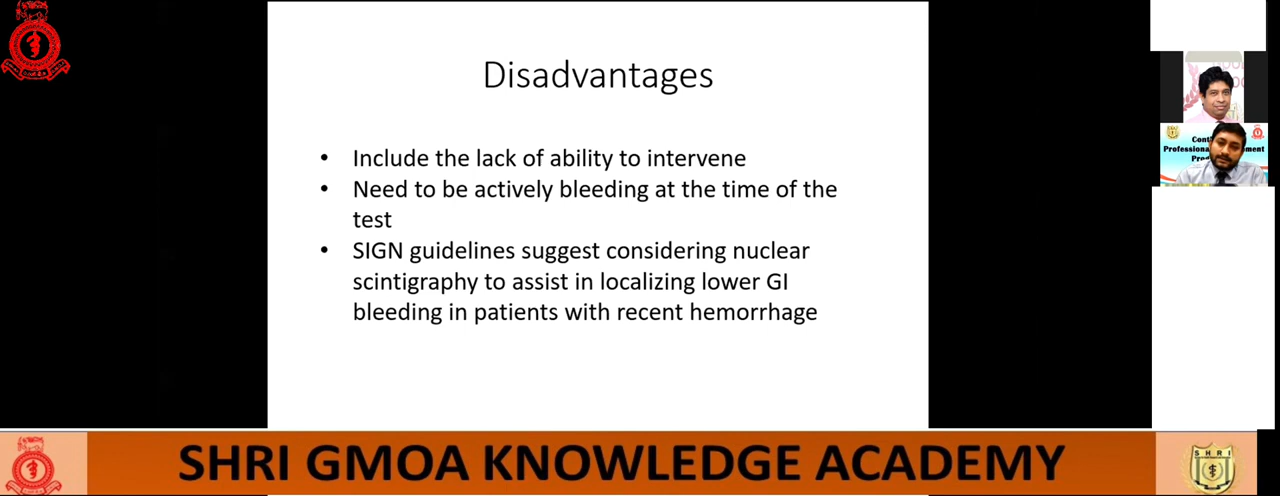 Disadvantages
• Include the lack of ability to intervene
• Need to be actively bleeding at the time of the
test
• SIGN guidelines suggest considering nuclear
scintigraphy to assist in localizing lower GI
bleeding in patients with recent hemorrhage
SHRI GMOA KNOWLEDGE ACADEMY
SHRI